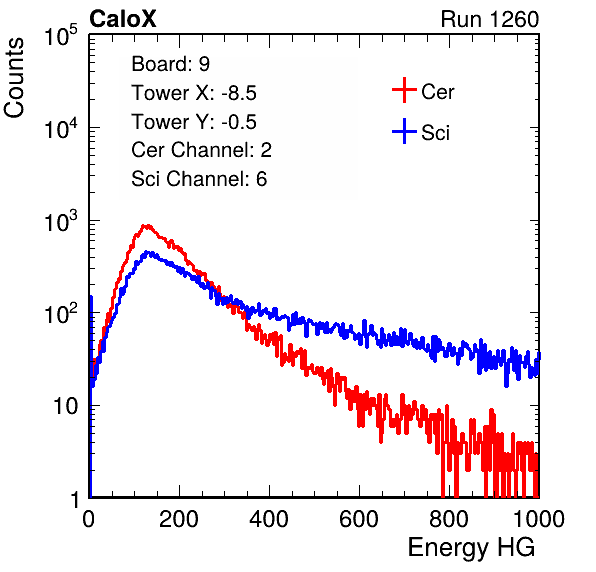 CaloX Run 1260
Counts
Board: 9
Tower X: -8.5
Tower Y: -0.5
Cer Channel: 2
Sci Channel: 6
Cer
Sci
10^5
10^4
10^3
10^2
10
1
0 200 400 600 800 1000
Energy HG